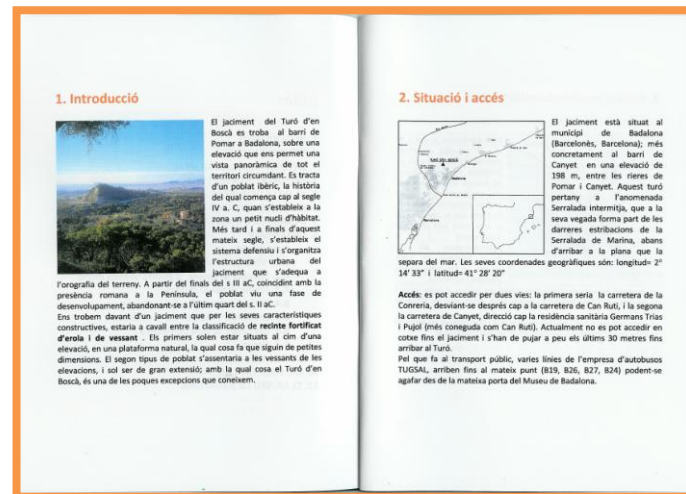 1. Introducció
El jaciment del Turó d'en
Boscà es troba al barri de
Pomar a Badalona, sobre una
elevació que ens permet una
vista panoràmica de tot el
territori circumdant. Es tracta
d'un poblat ibèric, la història
del qual comença cap al segle
IV a. C, quan s'estableix a la
zona un petit nucli d'hàbitat.
Més tard i a finals d'aquest
mateix segle, s'estableix el
sistema defensiu i s'organitza
l'estructura urbana del
jaciment que s'adequa a
l'orografia del terreny. A partir del finals del s III aC, coincidint amb la
presència romana a la Península, el poblat viu una fase de
desenvolupament, abandonant-se a l'últim quart del s. II aC.
Ens trobem davant d'un jaciment que per les seves característiques
constructives, estaria a cavall entre la classificació de recinte fortificat
d'erola i de vessant . Els primers solen estar situats al cim d'una
elevació, en una plataforma natural, la qual cosa fa que siguin de petites
dimensions. El segon tipus de poblat s'assentaria a les vessants de les
elevacions, i sol ser de gran extensió; amb la qual cosa el Turó d'en
Boscà, és una de les poques excepcions que coneixem.
2. Situació i accés
El jaciment està situat al
municipi de Badalona
(Barcelonès, Barcelona); més
concretament al barri de
Canyet en una elevació de
198 m, entre les rieres de
Pomar i Canyet. Aquest turó
pertany a l'anomenada
Serralada intermitja, que a la
seva vegada forma part de les
darreres estribacions de la
Serralada de Marina, abans
d'arribar a la plana que la
separa del mar. Les seves coordenades geogràfiques són: longitud= 2°
14' 33" i latitud= 41° 28' 20"
Accés: es pot accedir per dues vies: la primera seria la carretera de la
Conreria, desviant-se després cap a la carretera de Can Ruti, i la segona
la carretera de Canyet, direcció cap la residència sanitària Germans Trias
i Pujol (més coneguda com Can Ruti). Actualment no es pot accedir en
cotxe fins el jaciment i s'han de pujar a peu els últims 30 metres fins
arribar al Turó.
Pel que fa al transport públic, varies línies de l'empresa d'autobusos
TUGSAL, arriben fins al mateix punt (B19, B26, B27, B24) podent-se
agafar des de la mateixa porta del Museu de Badalona.